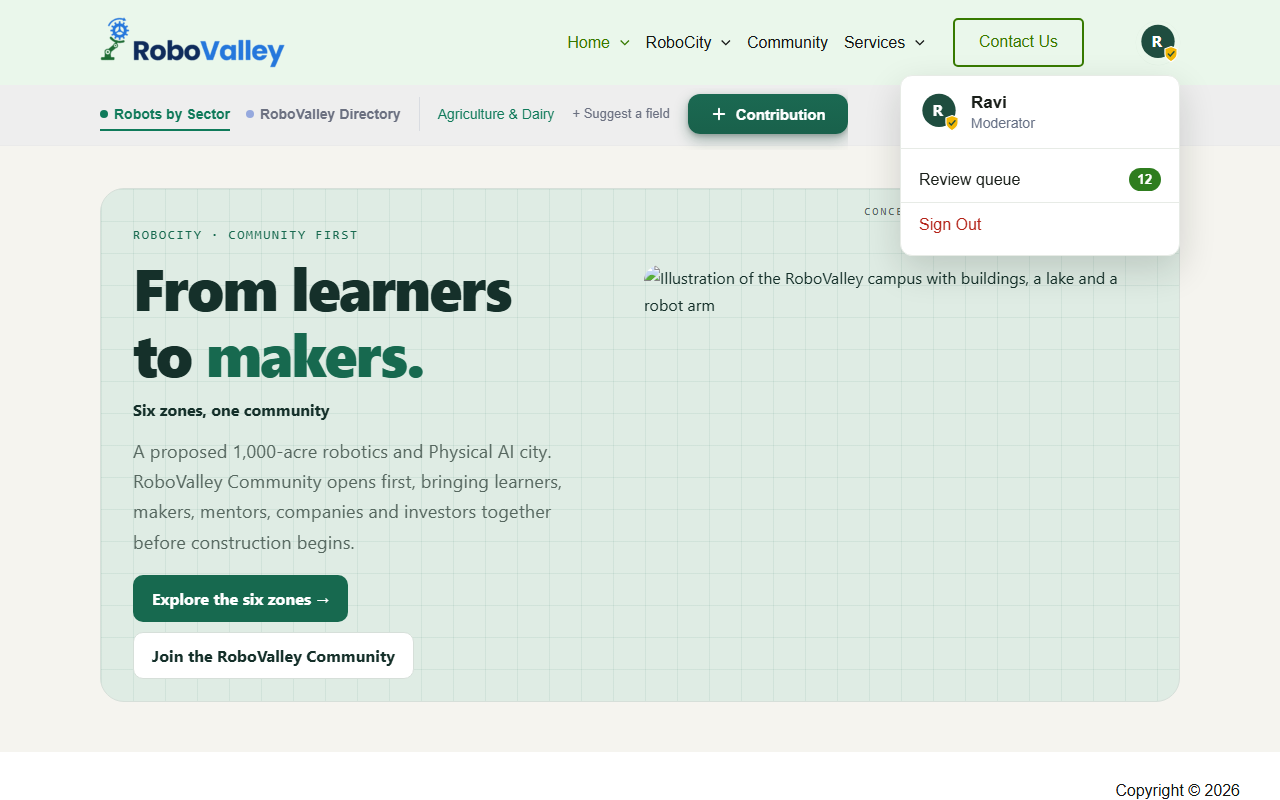 RoboValley
Home
RoboCity
Community
Services
Contact Us
R
Robots by Sector
RoboValley Directory
Agriculture & Dairy
+ Suggest a field
+ Contribution
R
Ravi
Moderator
Review queue
12
Sign Out
ROBOCITY · COMMUNITY FIRST
From learners
to makers.
Six zones, one community
A proposed 1,000-acre robotics and Physical AI city.
RoboValley Community opens first, bringing learners,
makers, mentors, companies and investors together
before construction begins.
Explore the six zones →
Join the RoboValley Community
Illustration of the RoboValley campus with buildings, a lake and a
robot arm
Copyright © 2026